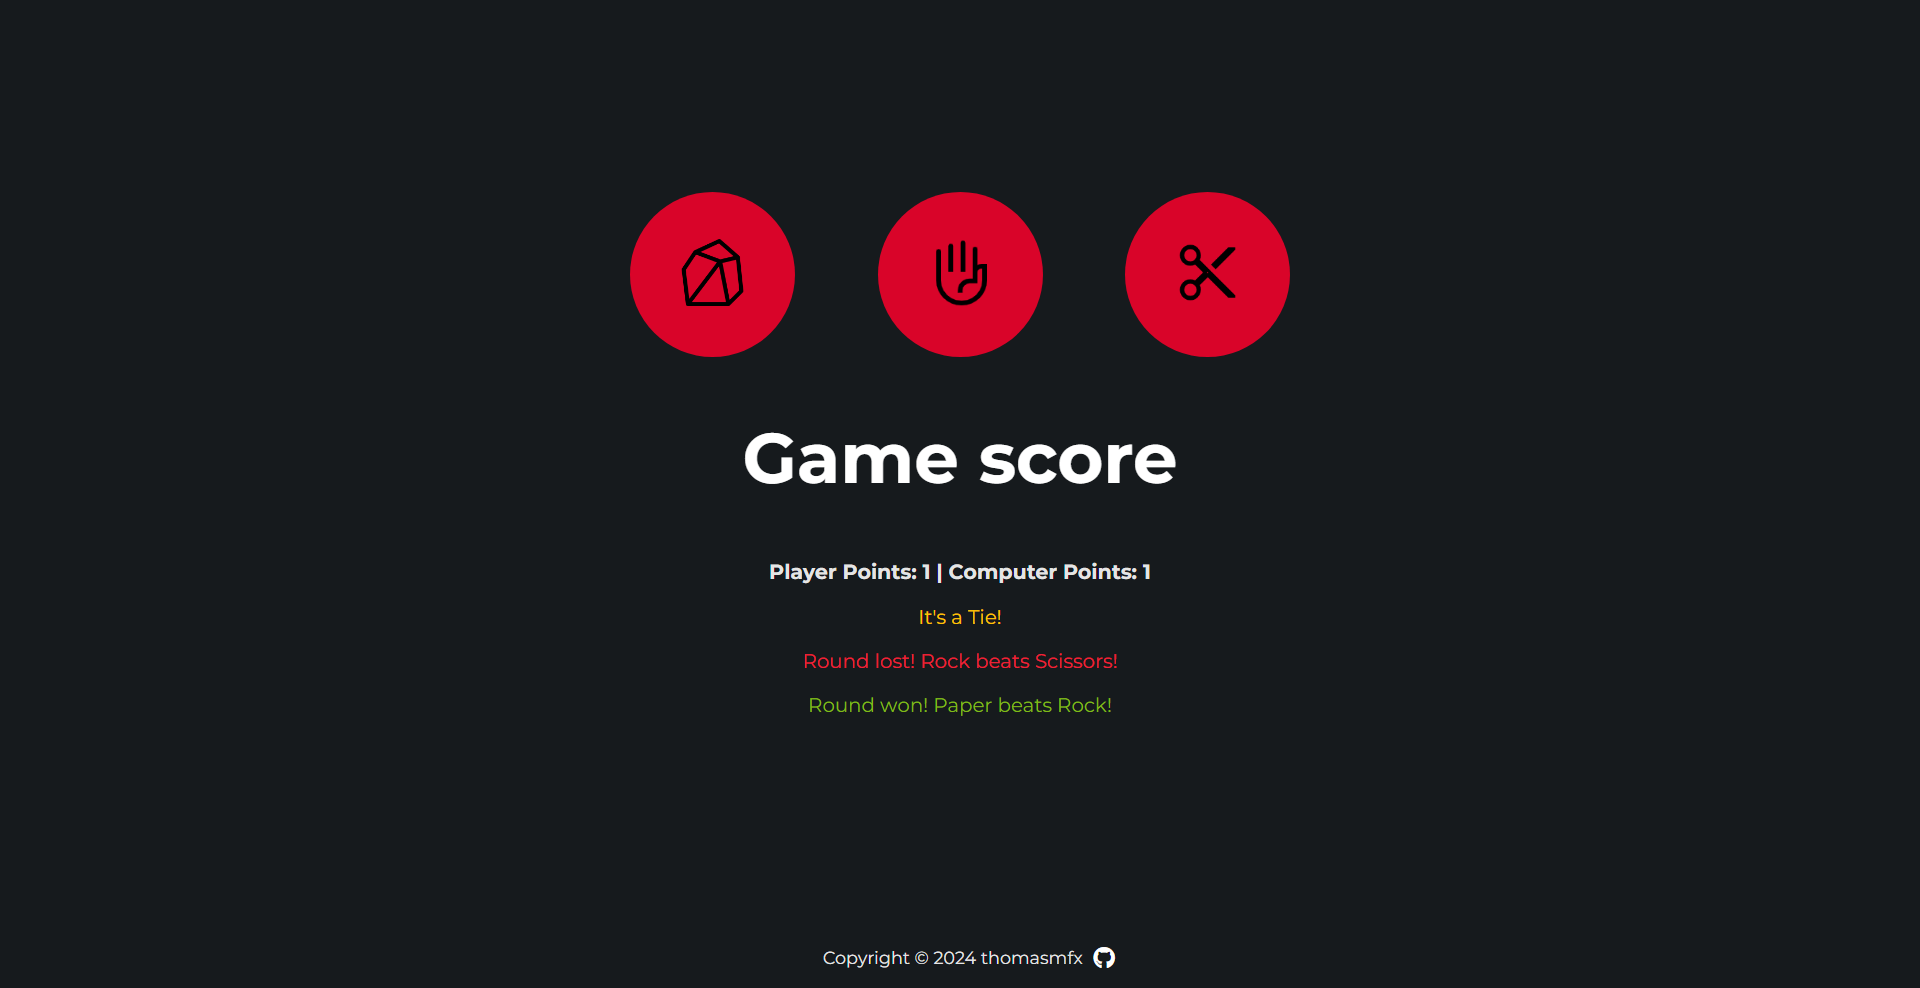 Game score
Player Points: 1 | Computer Points: 1
It's a Tie!
Round lost! Rock beats Scissors!
Round won! Paper beats Rock!
Copyright © 2024 thomasmfx